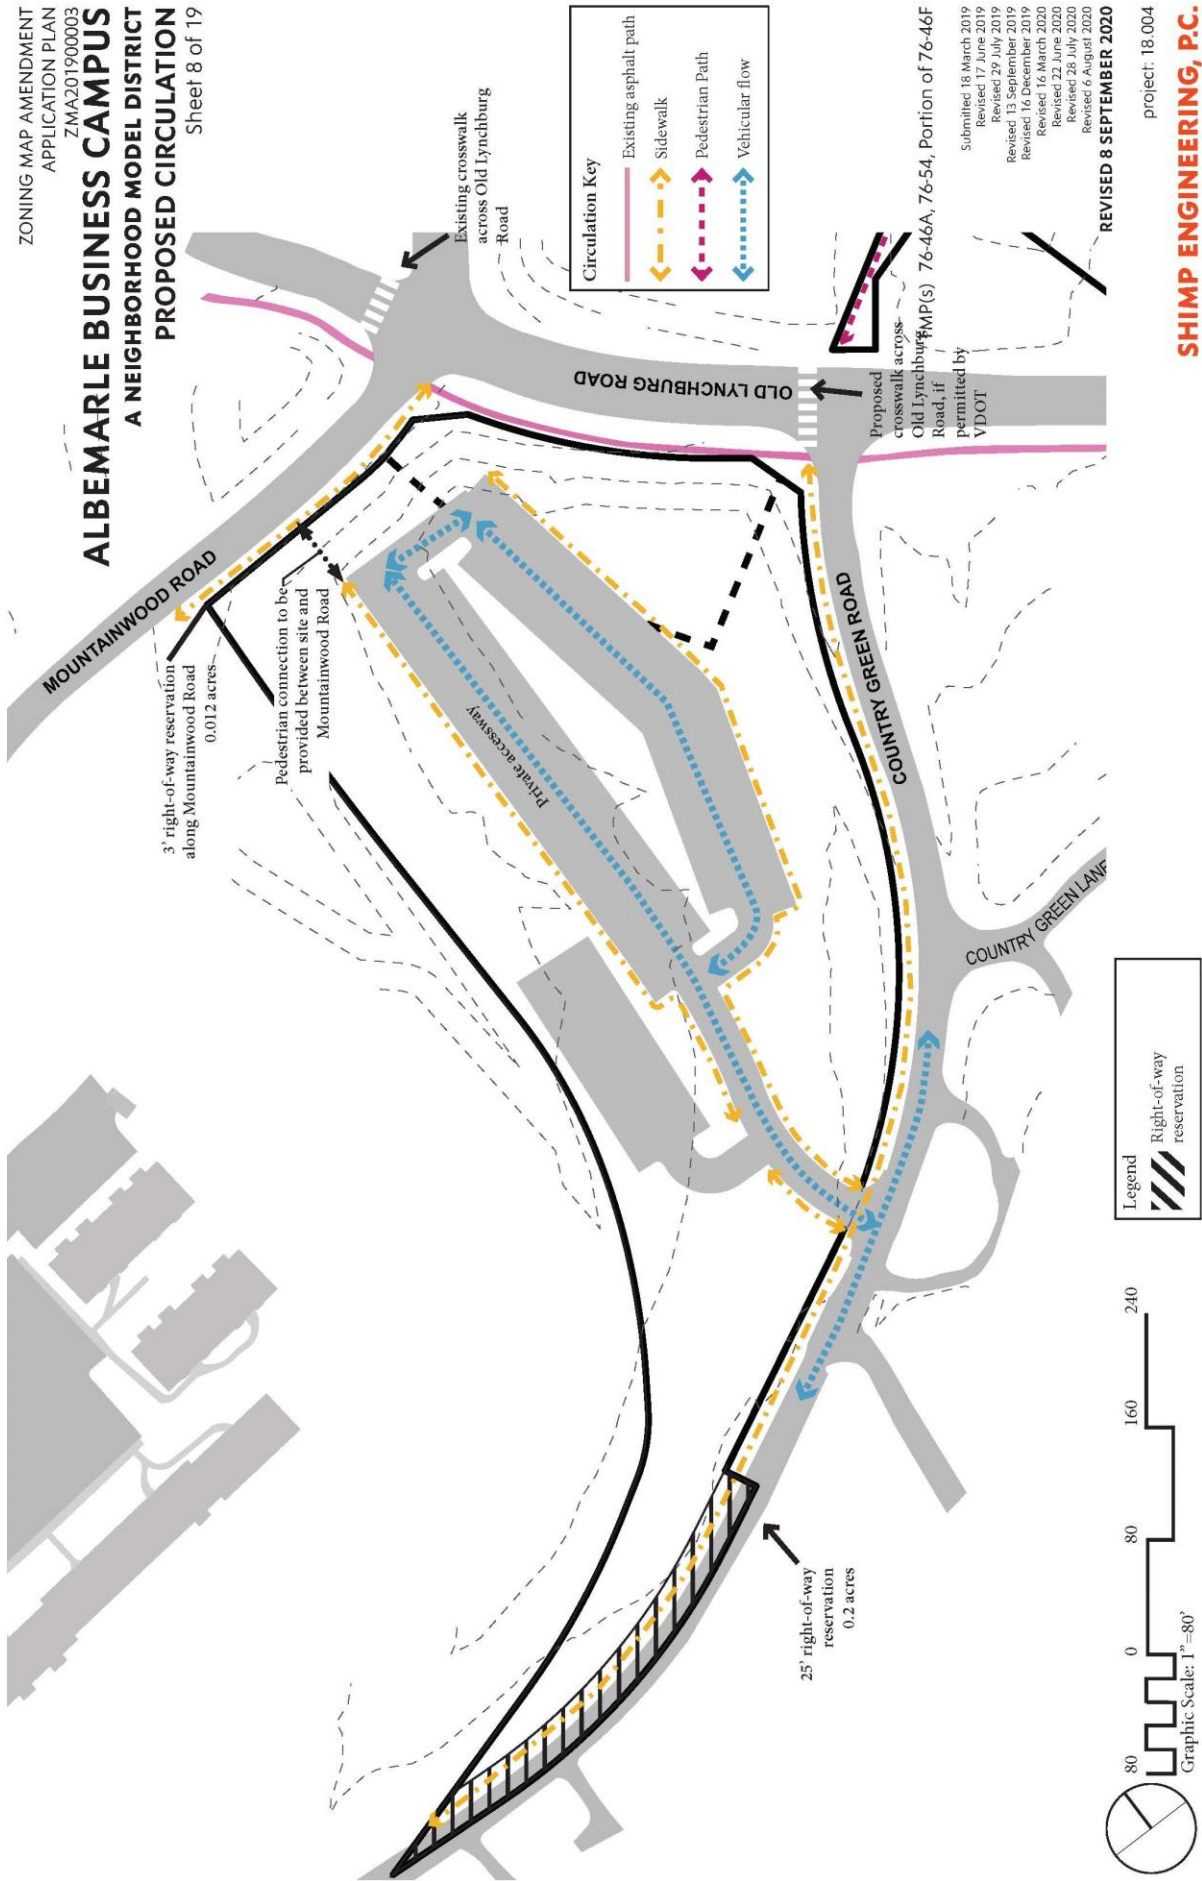 ZONING MAP AMENDMENT
APPLICATION PLAN
ZMA201900003
ALBEMARLE BUSINESS CAMPUS
A NEIGHBORHOOD MODEL DISTRICT
PROPOSED CIRCULATION
Sheet 8 of 19
MOUNTAINWOOD ROAD
3' right-of-way reservation
along Mountainwood Road
0.012 acres
Pedestrian connection to be
provided between site and
Mountainwood Road
Existing crosswalk
across Old Lynchburg
Road
Private accessway
OLD LYNCHBURG ROAD
Circulation Key
Existing asphalt path
Sidewalk
Pedestrian Path
Vehicular flow
Proposed
crosswalk across
Old Lynchburg
Road, if
permitted by
VDOT
COUNTRY GREEN ROAD
COUNTRY GREEN LANE
25' right-of-way
reservation
0.2 acres
TMP(s) 76-46A, 76-54, Portion of 76-46F
Submitted 18 March 2019
Revised 17 June 2019
Revised 29 July 2019
Revised 13 September 2019
Revised 16 December 2019
Revised 16 March 2020
Revised 22 June 2020
Revised 28 July 2020
Revised 6 August 2020
REVISED 8 SEPTEMBER 2020
project: 18.004
SHIMP ENGINEERING, P.C.
Legend
Right-of-way
reservation
80 0 80 160 240
Graphic Scale: 1"=80'